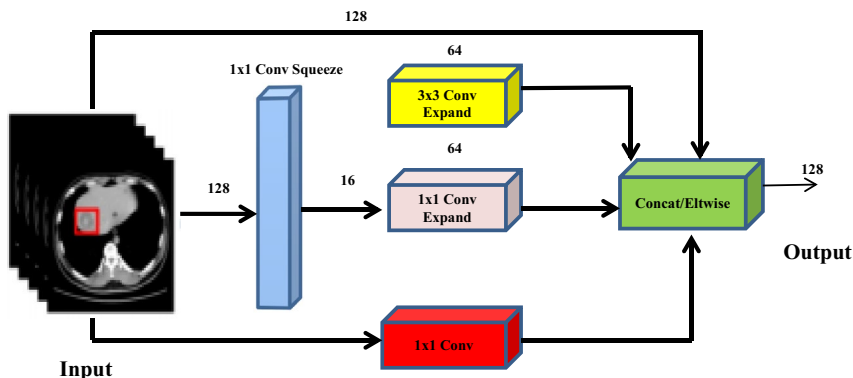 128
64
1x1 Conv Squeeze
3x3 Conv
Expand
64
128
16
128
1x1 Conv
Expand
Concat/Eltwise
Output
1x1 Conv
Input